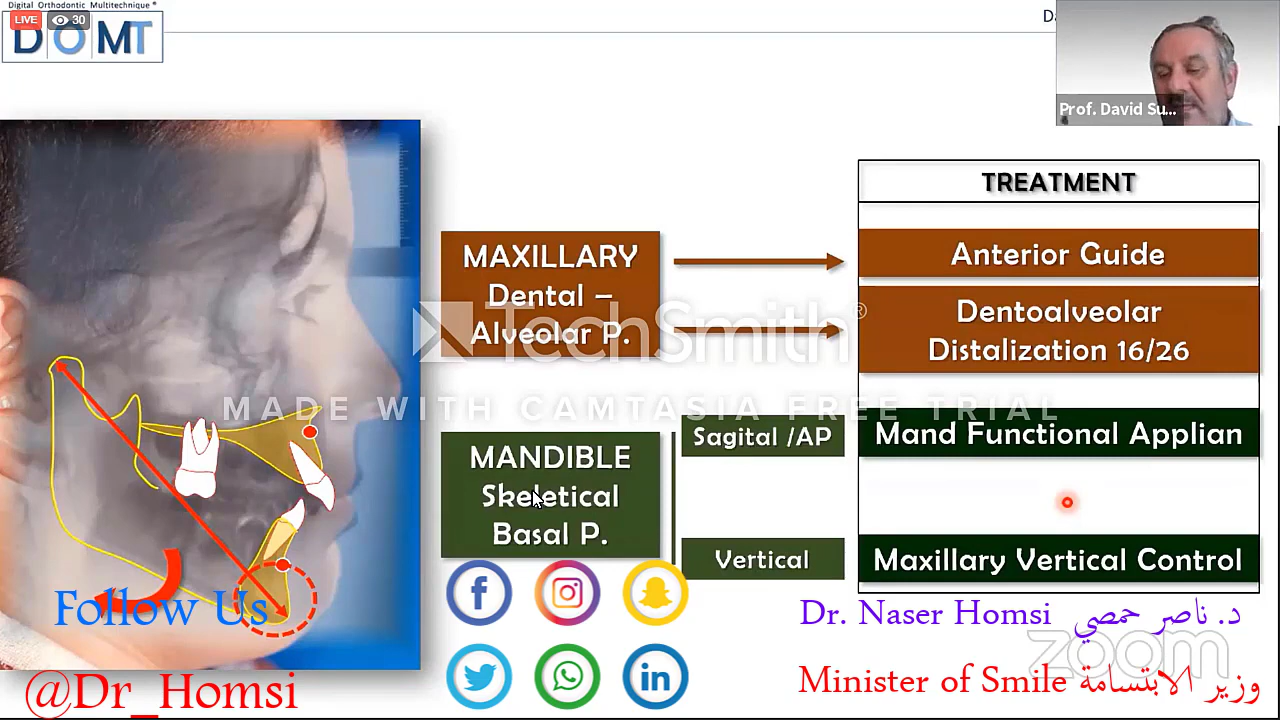 Digital Orthodontic Multitechnique®
LIVE 30
DOMT
Prof. David Su...
TREATMENT
MAXILLARY
Dental –
Alveolar P.
Anterior Guide
Dentoalveolar
Distalization 16/26
TechSmith®
MADE WITH CAMTASIA FREE TRIAL
MANDIBLE
Skeletical
Basal P.
Sagital /AP
Mand Functional Applian
Vertical
Maxillary Vertical Control
Follow Us
@Dr_Homsi
Dr. Naser Homsi د. ناصر حمصي
zoom
Minister of Smile وزير الابتسامة